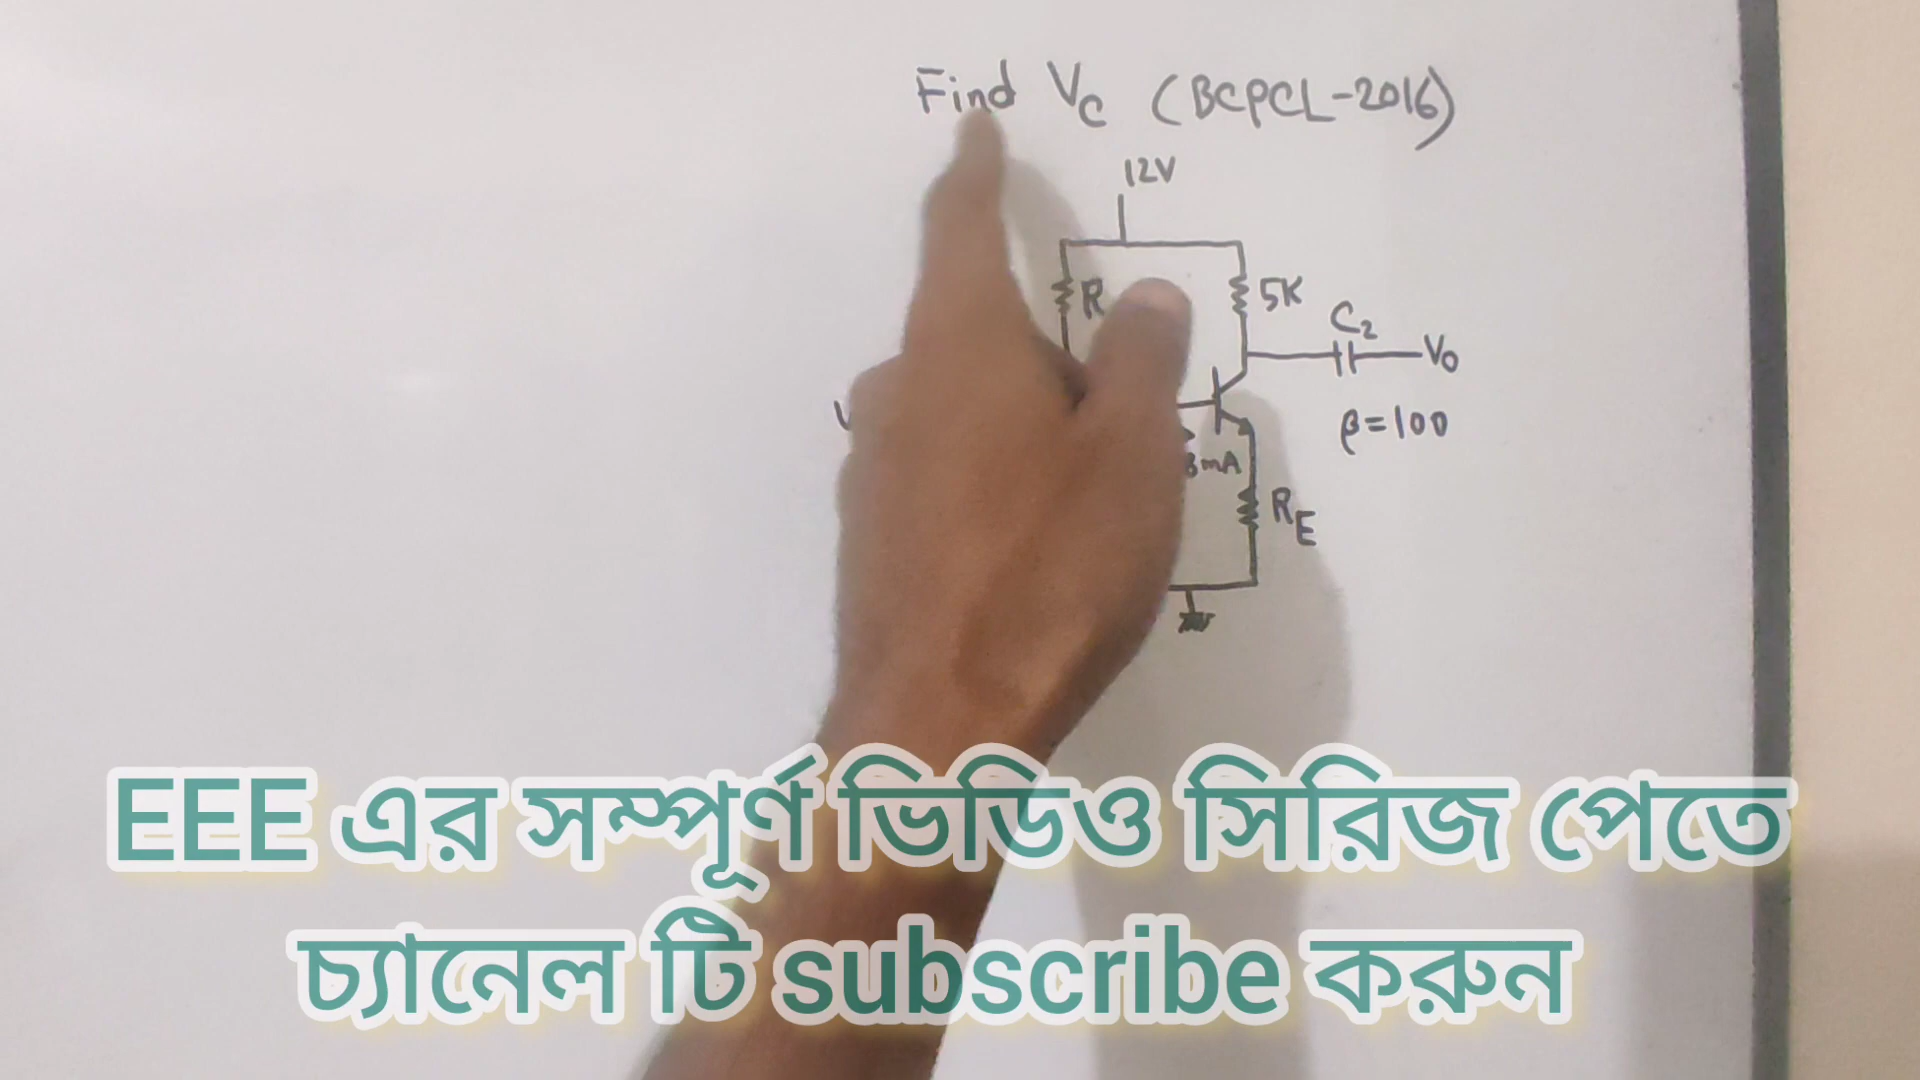 Find Vc (BCPCL-2016)
12V
R
5K
C2
Vo
V
β=100
mA
RE
EEE এর সম্পূর্ণ ভিডিও সিরিজ পেতে
চ্যানেল টি subscribe করুন